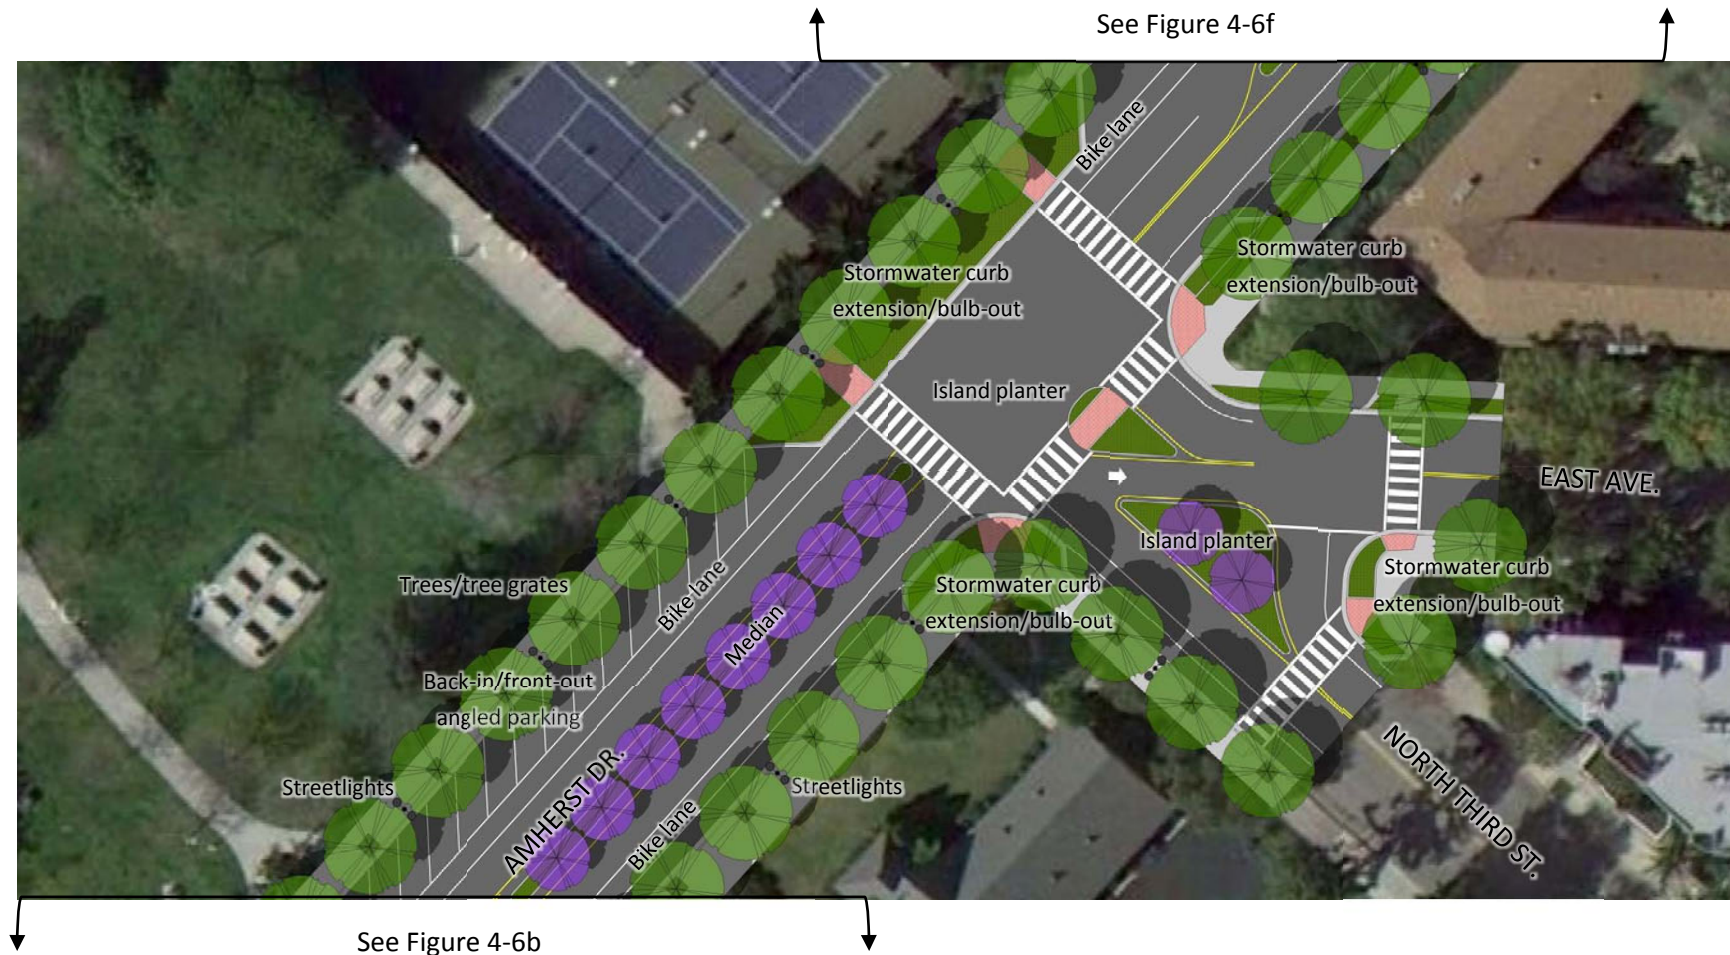 See Figure 4-6f
Bike lane
Stormwater curb
extension/bulb-out
Stormwater curb
extension/bulb-out
Island planter
EAST AVE.
Island planter
Stormwater curb
extension/bulb-out
Stormwater curb
extension/bulb-out
Trees/tree grates
Bike lane
Median
Back-in/front-out
angled parking
Streetlights
AMHERST DR.
Streetlights
Bike lane
NORTH THIRD ST.
See Figure 4-6b